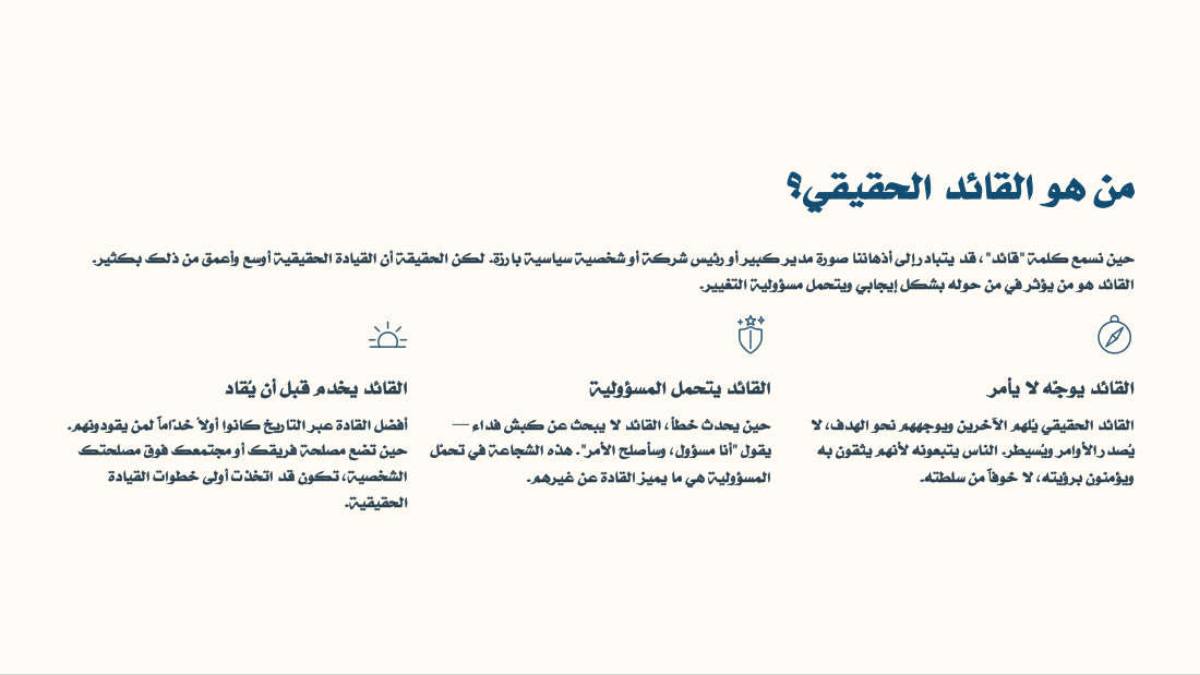 من هو القائد الحقيقي؟
حين نسمع كلمة "قائد"، قد يتبادر إلى أذهاننا صورة مدير كبير أو رئيس شركة أو شخصية سياسية بارزة. لكن الحقيقة أن القيادة الحقيقية أوسع وأعمق من ذلك بكثير.
القائد هو من يؤثر في من حوله بشكل إيجابي ويتحمل مسؤولية التغيير.
القائد يوجّه لا يأمر
القائد الحقيقي يُلهم الآخرين ويوجههم نحو الهدف، لا
يُصدر الأوامر ويُسيطر. الناس يتبعونه لأنهم يثقون به
ويؤمنون برؤيته، لا خوفاً من سلطته.
القائد يتحمل المسؤولية
حين يحدث خطأ، القائد لا يبحث عن كبش فداء —
يقول "أنا مسؤول، وسأصلح الأمر". هذه الشجاعة في تحمّل
المسؤولية هي ما يميز القادة عن غيرهم.
القائد يخدم قبل أن يُقاد
أفضل القادة عبر التاريخ كانوا أولاً خدّاماً لمن يقودونهم.
حين تضع مصلحة فريقك أو مجتمعك فوق مصلحتك
الشخصية، تكون قد اتخذت أولى خطوات القيادة
الحقيقية.